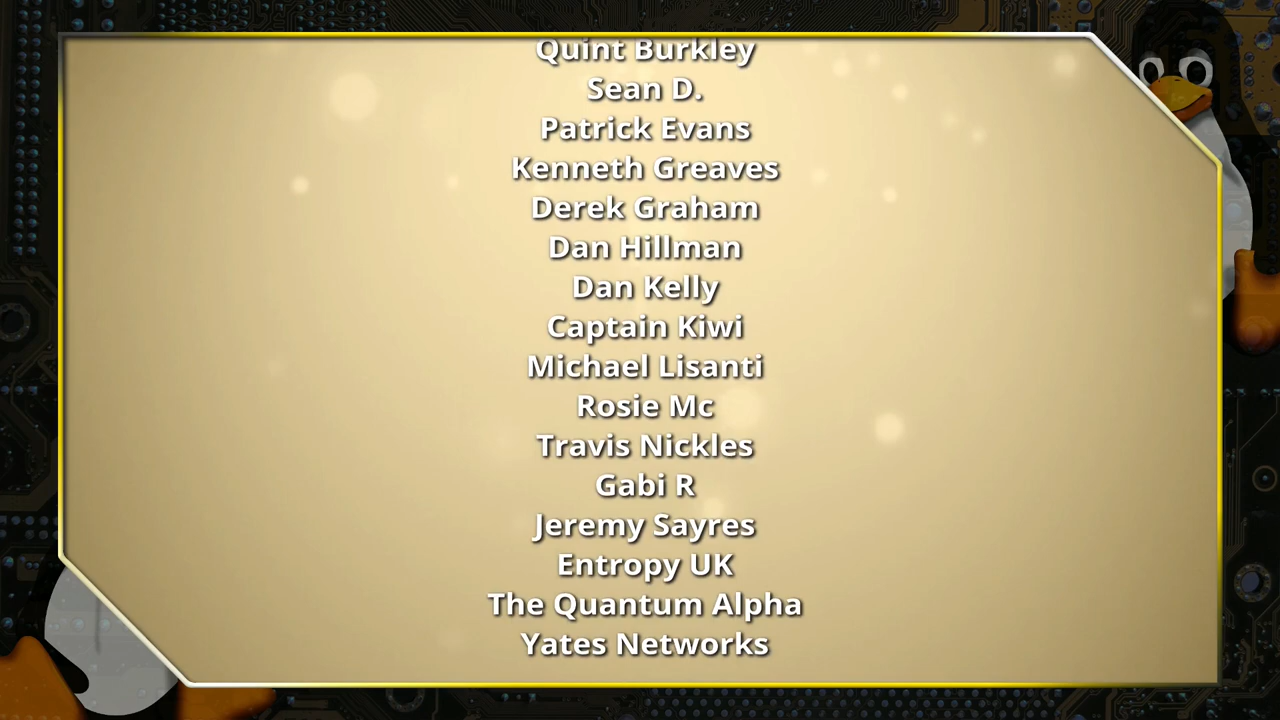 Quint Burkley
Sean D.
Patrick Evans
Kenneth Greaves
Derek Graham
Dan Hillman
Dan Kelly
Captain Kiwi
Michael Lisanti
Rosie Mc
Travis Nickles
Gabi R
Jeremy Sayres
Entropy UK
The Quantum Alpha
Yates Networks